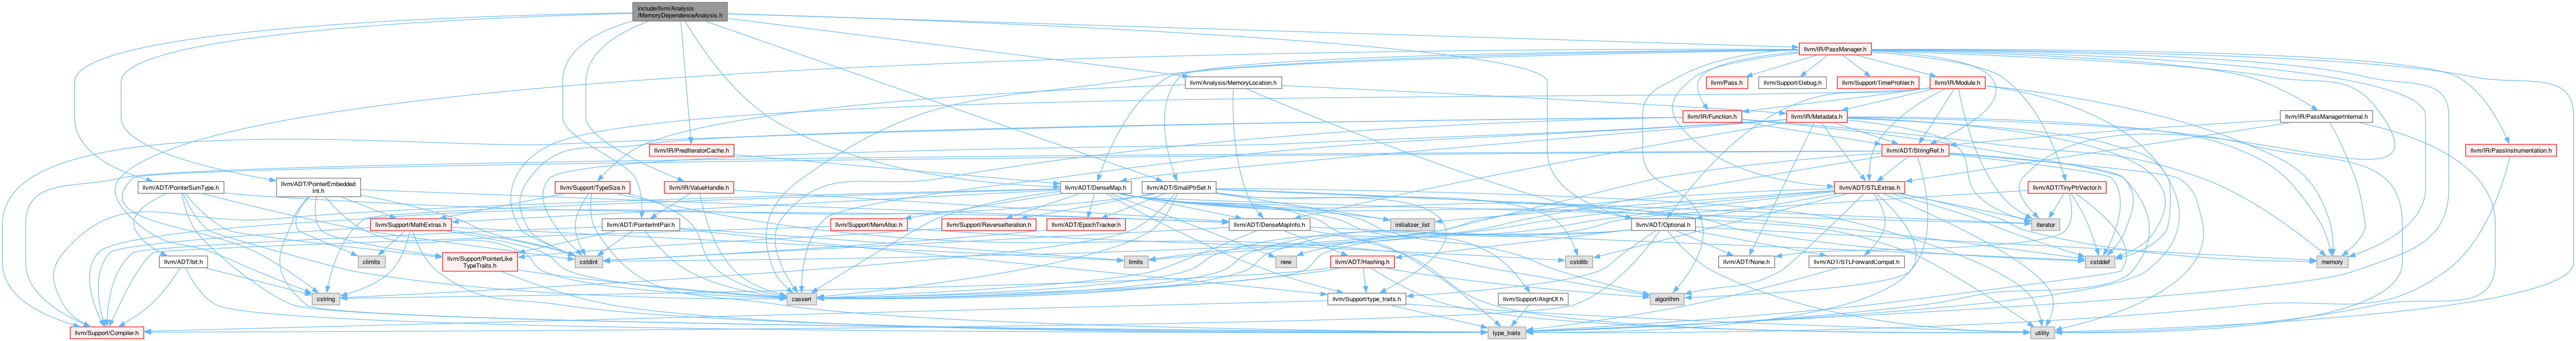 include/llvm/Analysis
/MemoryDependenceAnalysis.h
llvm/IR/PassManager.h
llvm/Analysis/MemoryLocation.h
llvm/Pass.h
llvm/Support/Debug.h
llvm/Support/TimeProfiler.h
llvm/IR/Module.h
llvm/IR/Function.h
llvm/IR/Metadata.h
llvm/IR/PassManagerInternal.h
llvm/IR/PredIteratorCache.h
llvm/ADT/StringRef.h
llvm/IR/PassInstrumentation.h
llvm/ADT/PointerSumType.h
llvm/ADT/PointerEmbedded
Int.h
llvm/Support/TypeSize.h
llvm/IR/ValueHandle.h
llvm/ADT/DenseMap.h
llvm/ADT/SmallPtrSet.h
llvm/ADT/STLExtras.h
llvm/ADT/TinyPtrVector.h
llvm/Support/MathExtras.h
llvm/ADT/PointerIntPair.h
llvm/Support/MemAlloc.h
llvm/Support/ReverseIteration.h
llvm/ADT/EpochTracker.h
llvm/ADT/DenseMapInfo.h
initializer_list
llvm/ADT/Optional.h
iterator
llvm/ADT/bit.h
climits
llvm/Support/PointerLike
TypeTraits.h
cstdint
limits
new
cstdlib
llvm/ADT/Hashing.h
llvm/ADT/None.h
llvm/ADT/STLForwardCompat.h
cstddef
memory
cstring
cassert
llvm/Support/type_traits.h
llvm/Support/AlignOf.h
algorithm
llvm/Support/Compiler.h
type_traits
utility